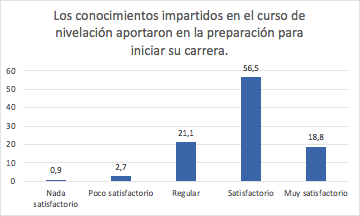 Los conocimientos impartidos en el curso de
nivelación aportaron en la preparación para
iniciar su carrera.
60
50
40
30
20
10
0
0,9
2,7
21,1
56,5
18,8
Nada
satisfactorio
Poco satisfactorio
Regular
Satisfactorio
Muy satisfactorio